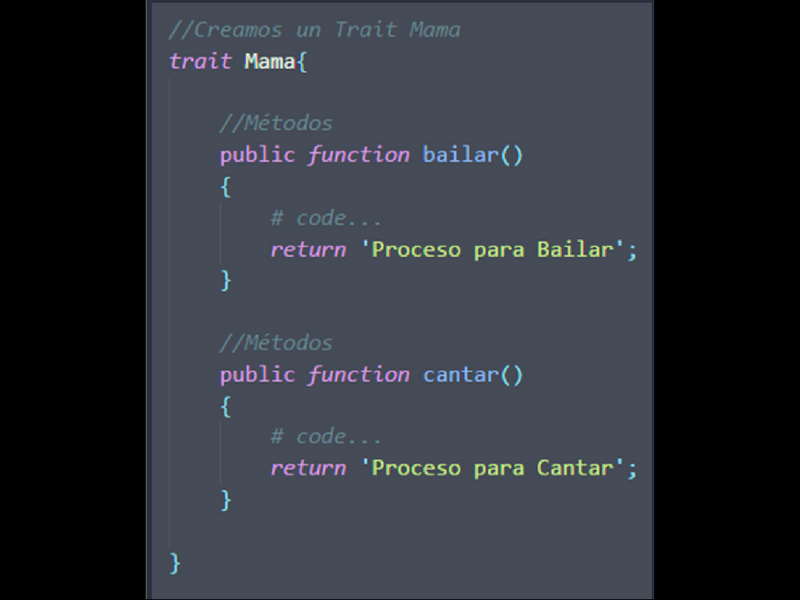 //Creamos un Trait Mama
trait Mama{
//Métodos
public function bailar()
{
# code...
return 'Proceso para Bailar';
}
//Métodos
public function cantar()
{
# code...
return 'Proceso para Cantar';
}
}